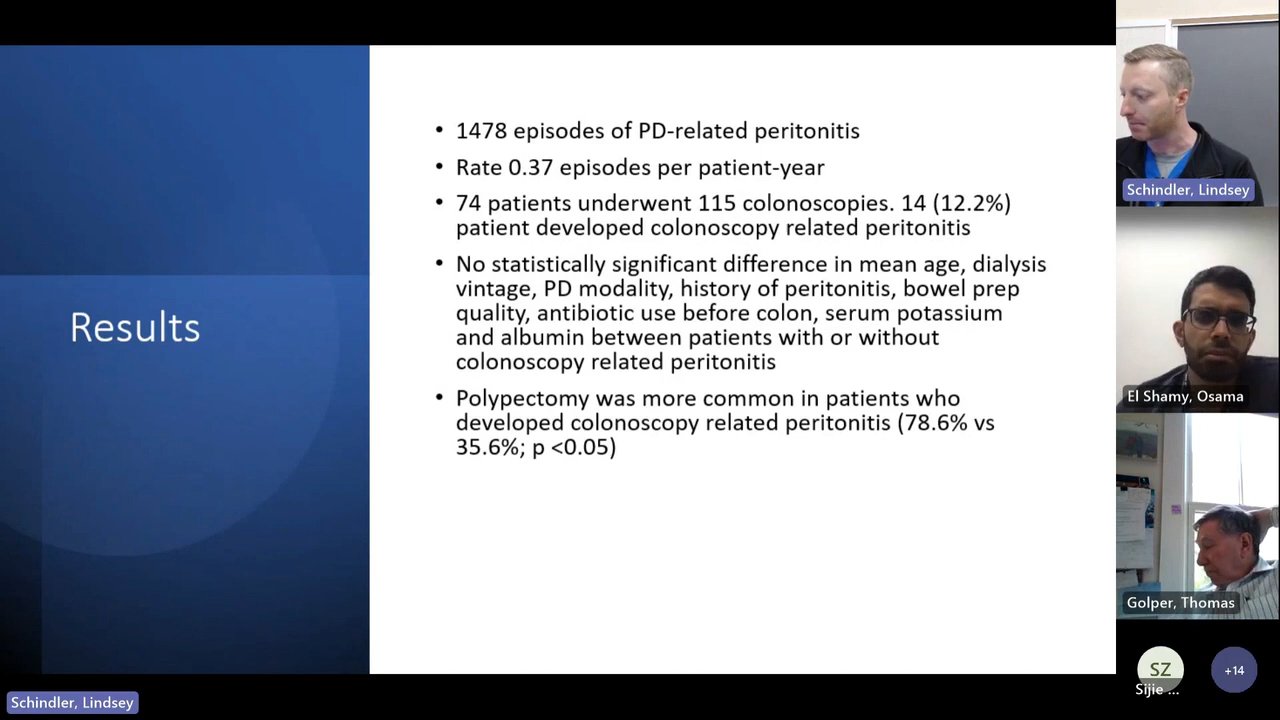 Results
• 1478 episodes of PD-related peritonitis
• Rate 0.37 episodes per patient-year
• 74 patients underwent 115 colonoscopies. 14 (12.2%)
patient developed colonoscopy related peritonitis
• No statistically significant difference in mean age, dialysis
vintage, PD modality, history of peritonitis, bowel prep
quality, antibiotic use before colon, serum potassium
and albumin between patients with or without
colonoscopy related peritonitis
• Polypectomy was more common in patients who
developed colonoscopy related peritonitis (78.6% vs
35.6%; p <0.05)
Schindler, Lindsey
El Shamy, Osama
Golper, Thomas
SZ
Sijie ...
+14
Schindler, Lindsey